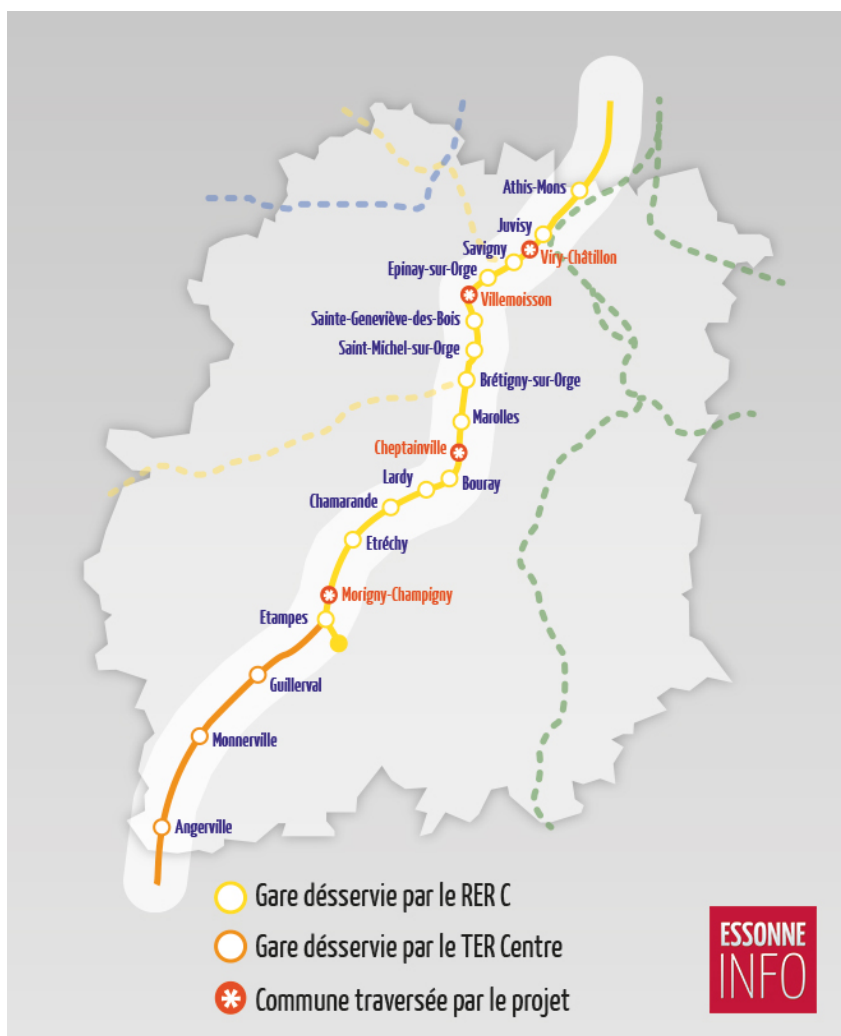 Athis-Mons
Juvisy
Savigny
Viry-Châtillon
Epinay-sur-Orge
Villemoisson
Sainte-Geneviève-des-Bois
Saint-Michel-sur-Orge
Brétigny-sur-Orge
Marolles
Cheptainville
Lardy
Bouray
Chamarande
Etréchy
Morigny-Champigny
Etampes
Guillerval
Monnerville
Angerville
Gare désservie par le RER C
Gare désservie par le TER Centre
Commune traversée par le projet
ESSONNE
INFO